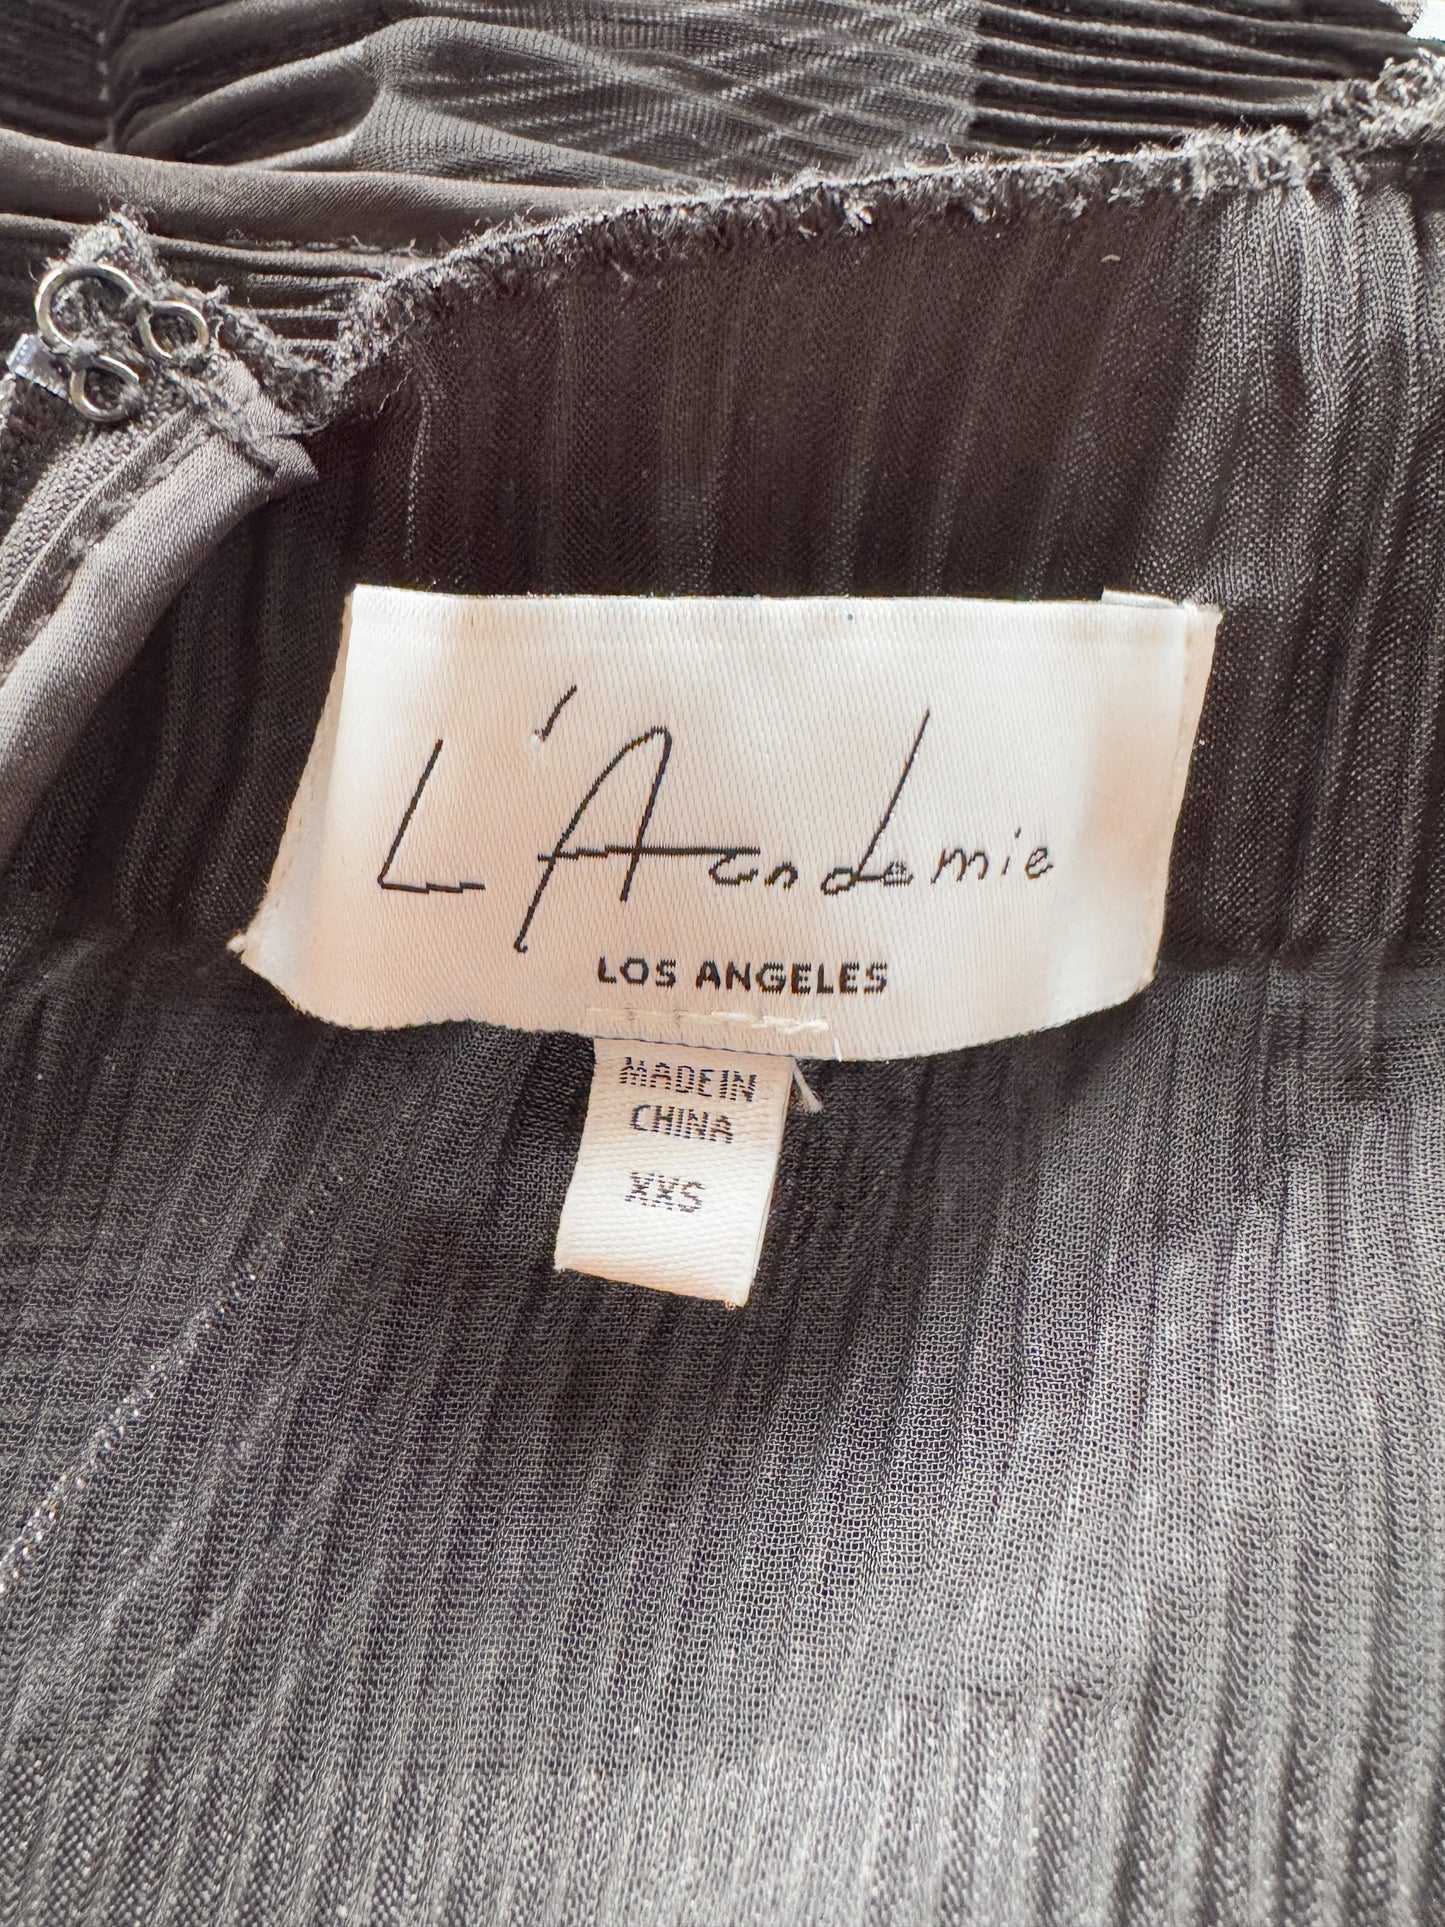 L'Academie
LOS ANGELES
MADE IN
CHINA
XXS